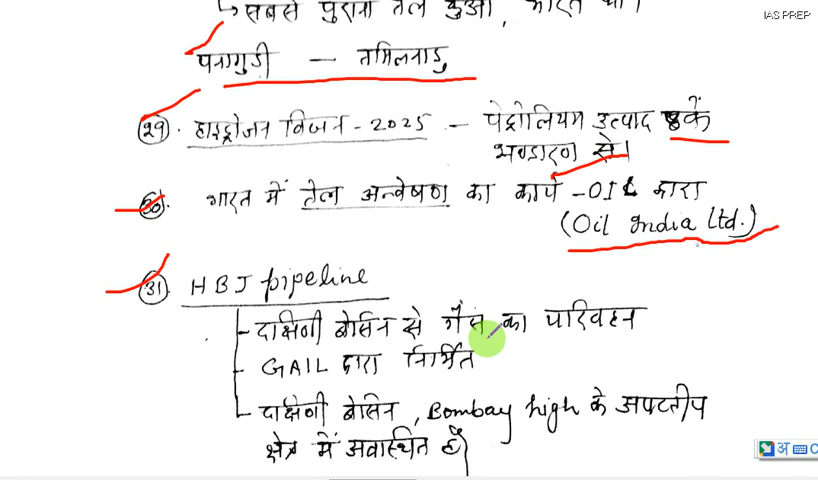 IAS PREP
↳ सबसे पुराना तेल कुआँ, भारत का।
पनागुडी — तमिलनाडु
29. हाइड्रोजन विजन - 2025 - पेट्रोलियम उत्पाद के
भण्डारण से।
30. भारत में तेल अन्वेषण का कार्य - OIL द्वारा
(Oil India Ltd.)
31. HBJ pipeline
- दक्षिणी बेसिन से गैस का परिवहन
- GAIL द्वारा निर्मित
- दक्षिणी बेसिन, Bombay high के अपतटीय
क्षेत्र में अवास्थित है
अ